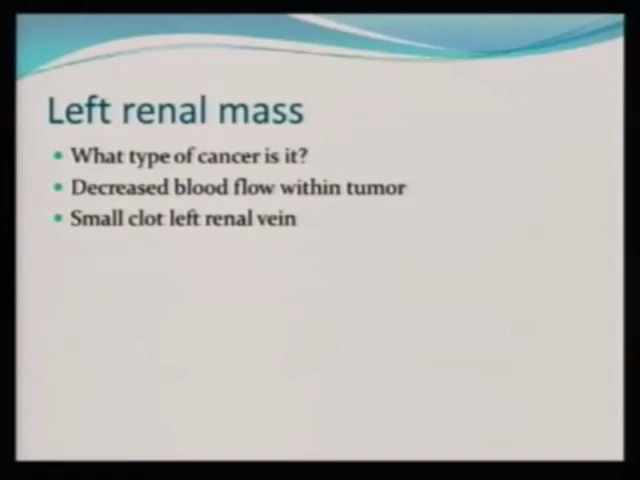 Left renal mass
What type of cancer is it?
Decreased blood flow within tumor
Small clot left renal vein